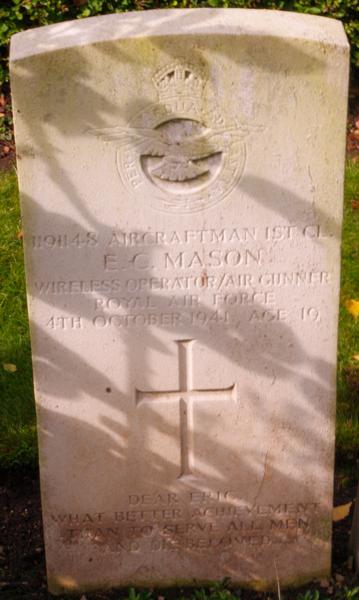 1191148 AIRCRAFTMAN 1ST CL.
E. C. MASON
WIRELESS OPERATOR/AIR GUNNER
ROYAL AIR FORCE
4TH OCTOBER 1941 AGE 19
DEAR ERIC
WHAT BETTER ACHIEVEMENT
THAN TO SERVE ALL MEN
AND BE BELOVED